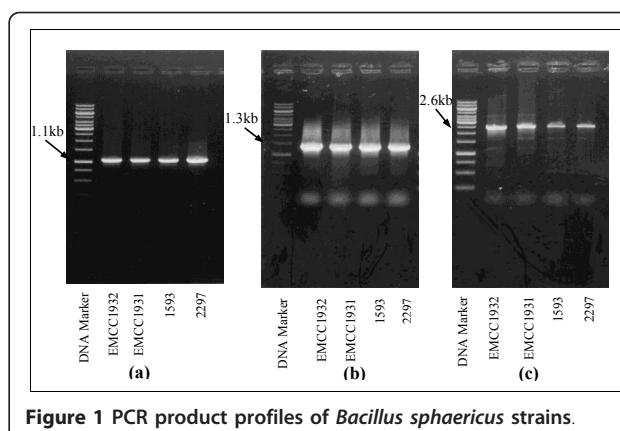 1.1kb
1.3kb
2.6kb
DNA Marker
EMCC1932
EMCC1931
1593
2297
DNA Marker
EMCC1932
EMCC1931
1593
2297
DNA Marker
EMCC1932
EMCC1931
1593
2297
(a)
(b)
(c)
Figure 1 PCR product profiles of Bacillus sphaericus strains.